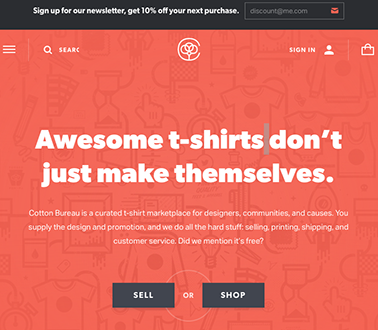 Sign up for our newsletter, get 10% off your next purchase. discount@me.com
SEARC SIGN IN
Awesome t-shirts don't
just make themselves.
Cotton Bureau is a curated t-shirt marketplace for designers, communities, and causes. You
supply the design and promotion, and we do all the hard stuff: selling, printing, shipping, and
customer service. Did we mention it's free?
SELL OR SHOP